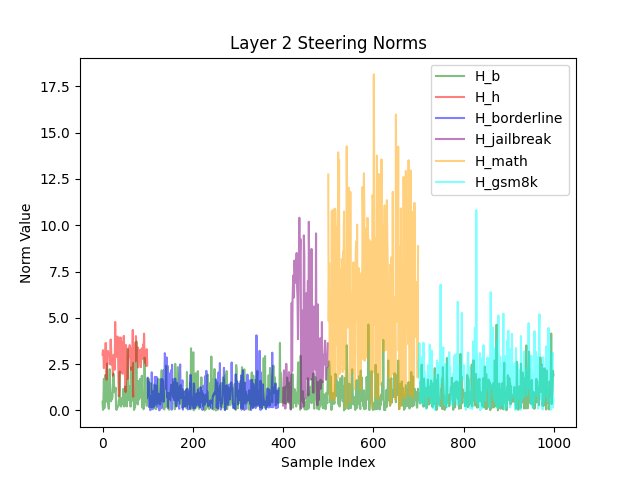 Layer 2 Steering Norms
H_b
H_h
H_borderline
H_jailbreak
H_math
H_gsm8k
Norm Value
17.5
15.0
12.5
10.0
7.5
5.0
2.5
0.0
0
200
400
600
800
1000
Sample Index